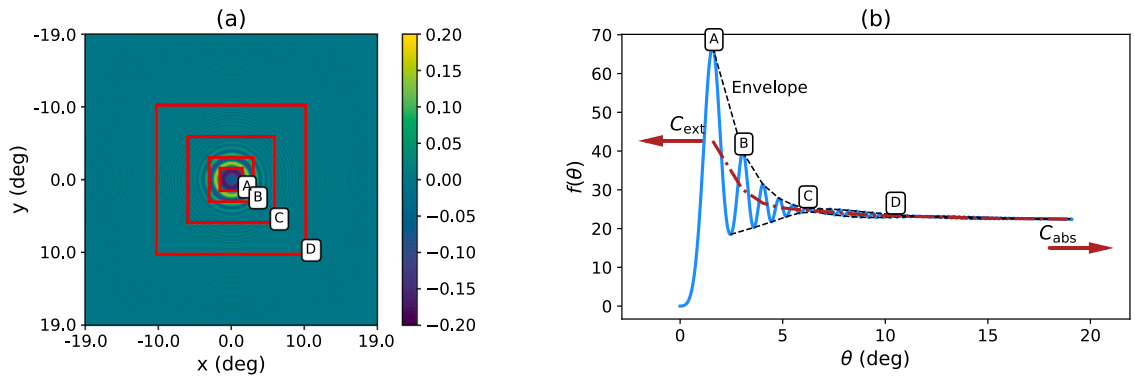 (a)
-19.0
-10.0
0.0
10.0
19.0
y (deg)
-19.0
-10.0
0.0
10.0
19.0
x (deg)
A
B
C
D
0.20
0.15
0.10
0.05
0.00
−0.05
−0.10
−0.15
−0.20
(b)
70
60
50
40
30
20
10
0
f(θ)
0
5
10
15
20
θ (deg)
A
Envelope
C_ext
B
C
D
C_abs